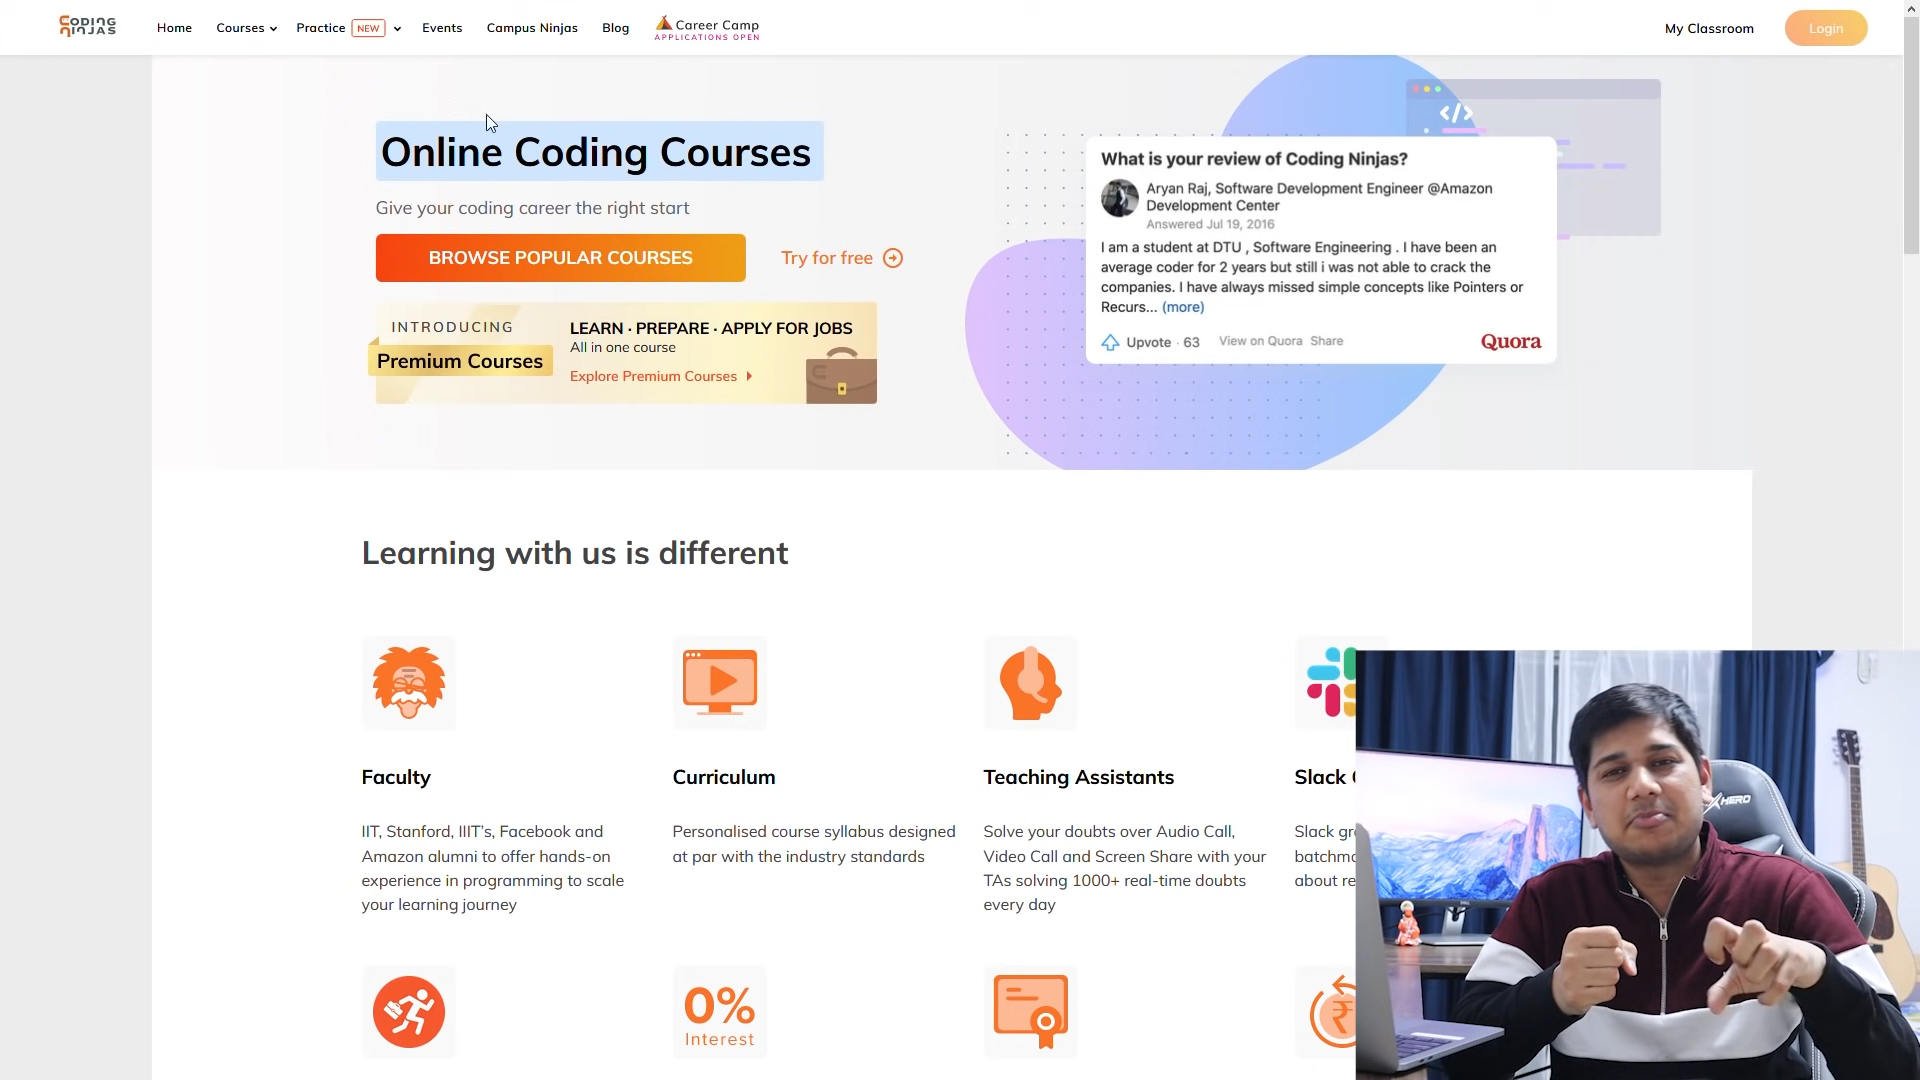 CODING
NINJAS
Home
Courses
Practice
NEW
Events
Campus Ninjas
Blog
Career Camp
APPLICATIONS OPEN
My Classroom
Login
Online Coding Courses
Give your coding career the right start
BROWSE POPULAR COURSES
Try for free
INTRODUCING
Premium Courses
LEARN · PREPARE · APPLY FOR JOBS
All in one course
Explore Premium Courses
</>
What is your review of Coding Ninjas?
Aryan Raj, Software Development Engineer @Amazon
Development Center
Answered Jul 19, 2016
I am a student at DTU , Software Engineering . I have been an
average coder for 2 years but still i was not able to crack the
companies. I have always missed simple concepts like Pointers or
Recurs... (more)
Upvote · 63
View on Quora
Share
Quora
Learning with us is different
Faculty
IIT, Stanford, IIIT's, Facebook and
Amazon alumni to offer hands-on
experience in programming to scale
your learning journey
Curriculum
Personalised course syllabus designed
at par with the industry standards
Teaching Assistants
Solve your doubts over Audio Call,
Video Call and Screen Share with your
TAs solving 1000+ real-time doubts
every day
Slack
Slack
about
0%
Interest
₹
HERO